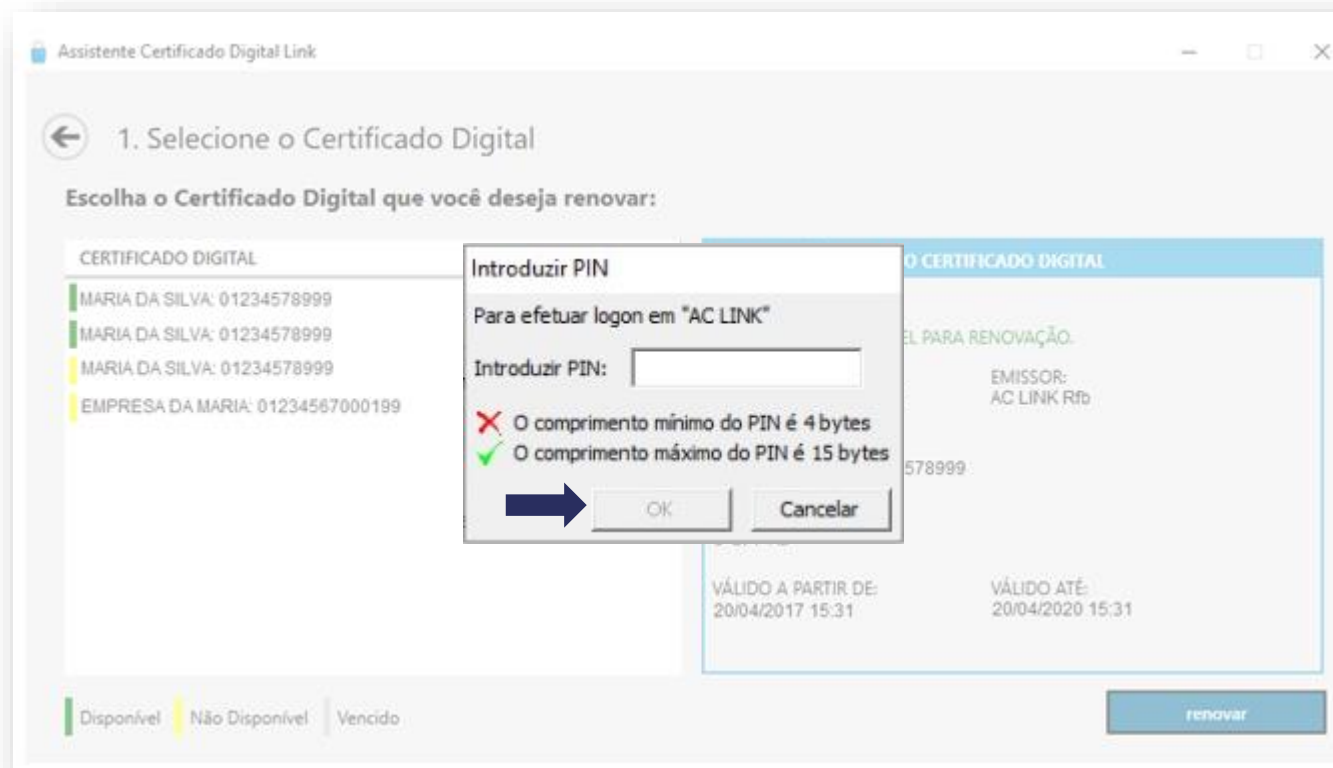 Assistente Certificado Digital Link
1. Selecione o Certificado Digital
Escolha o Certificado Digital que você deseja renovar:
CERTIFICADO DIGITAL
MARIA DA SILVA: 01234578999
MARIA DA SILVA: 01234578999
MARIA DA SILVA: 01234578999
EMPRESA DA MARIA: 01234567000199
Introduzir PIN
Para efetuar logon em "AC LINK"
Introduzir PIN:
O comprimento mínimo do PIN é 4 bytes
O comprimento máximo do PIN é 15 bytes
OK Cancelar
O CERTIFICADO DIGITAL
EL PARA RENOVAÇÃO.
EMISSOR:
AC LINK Rfb
578999
VÁLIDO A PARTIR DE: VÁLIDO ATÉ:
20/04/2017 15:31 20/04/2020 15:31
Disponível Não Disponível Vencido
renovar